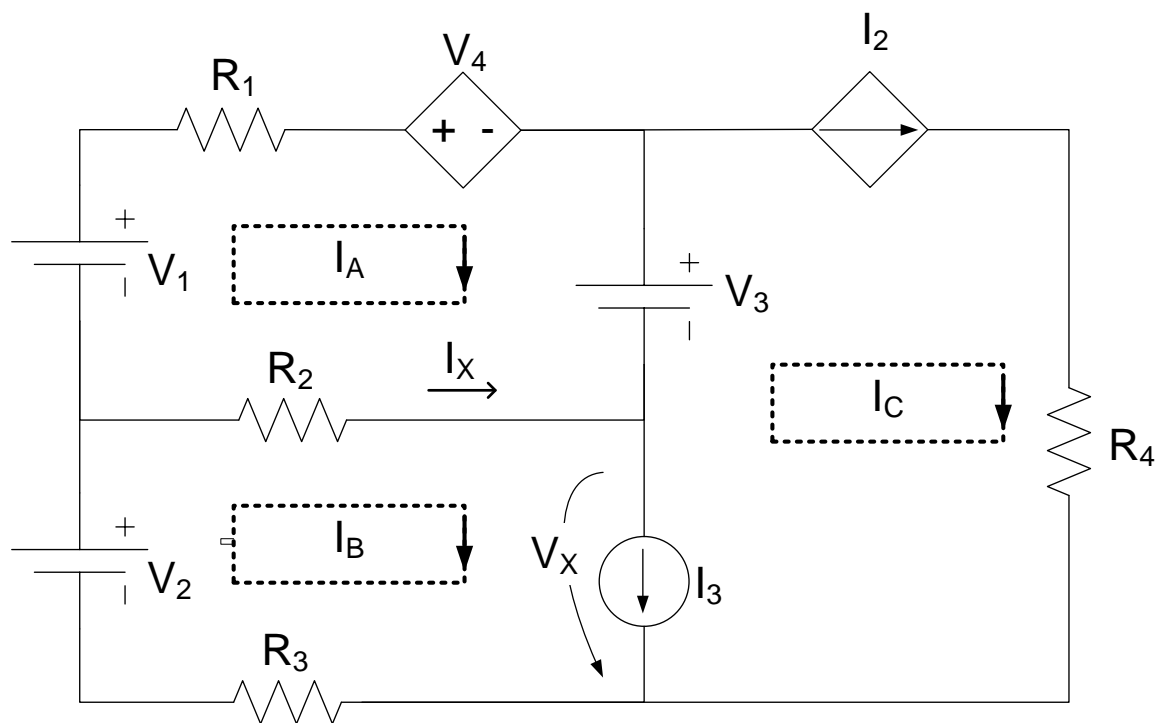 I2
V4
R1
+ -
+
IA
V1
-
+
V3
-
IX
R2
IC
R4
+
IB
VX
V2
I3
-
R3